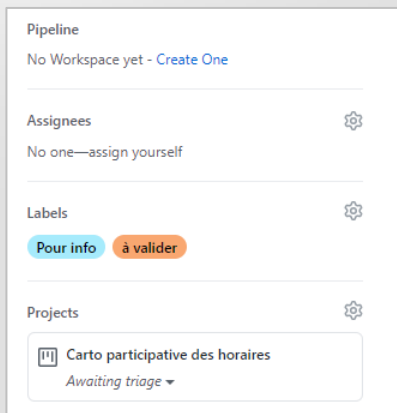 Pipeline
No Workspace yet - Create One
Assignees
No one—assign yourself
Labels
Pour info à valider
Projects
Carto participative des horaires
Awaiting triage